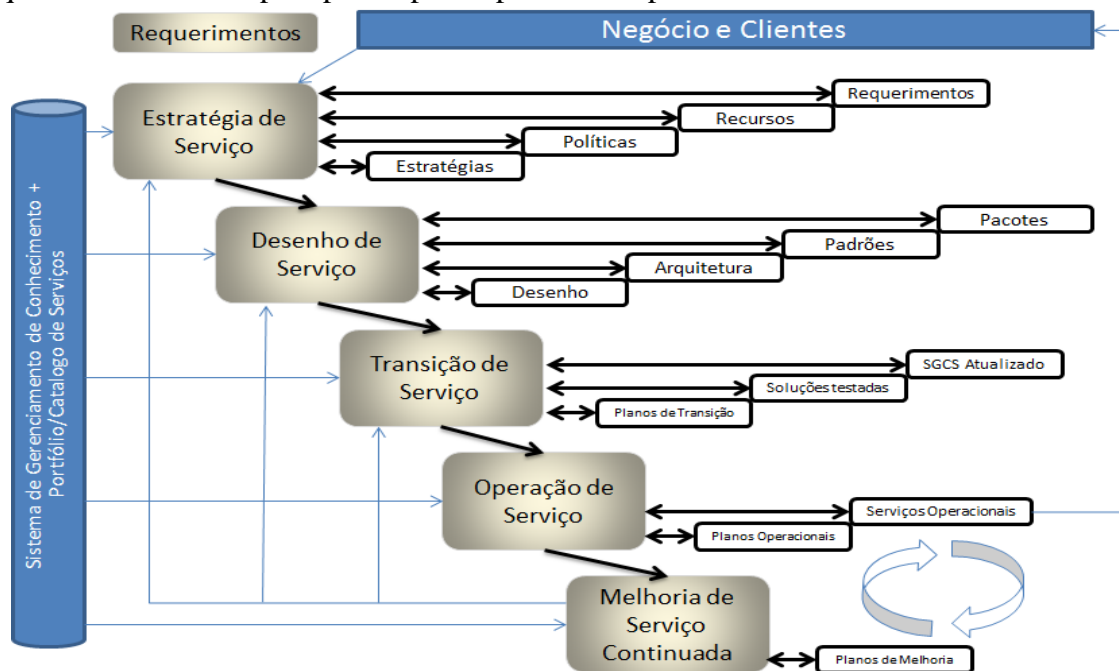 Requerimentos
Negócio e Clientes
Sistema de Gerenciamento de Conhecimento +
Portfólio/Catalogo de Serviços
Estratégia de
Serviço
Requerimentos
Recursos
Políticas
Estratégias
Desenho de
Serviço
Pacotes
Padrões
Arquitetura
Desenho
Transição de
Serviço
SGCS Atualizado
Soluções testadas
Planos de Transição
Operação de
Serviço
Serviços Operacionais
Planos Operacionais
Melhoria de
Serviço
Continuada
Planos de Melhoria